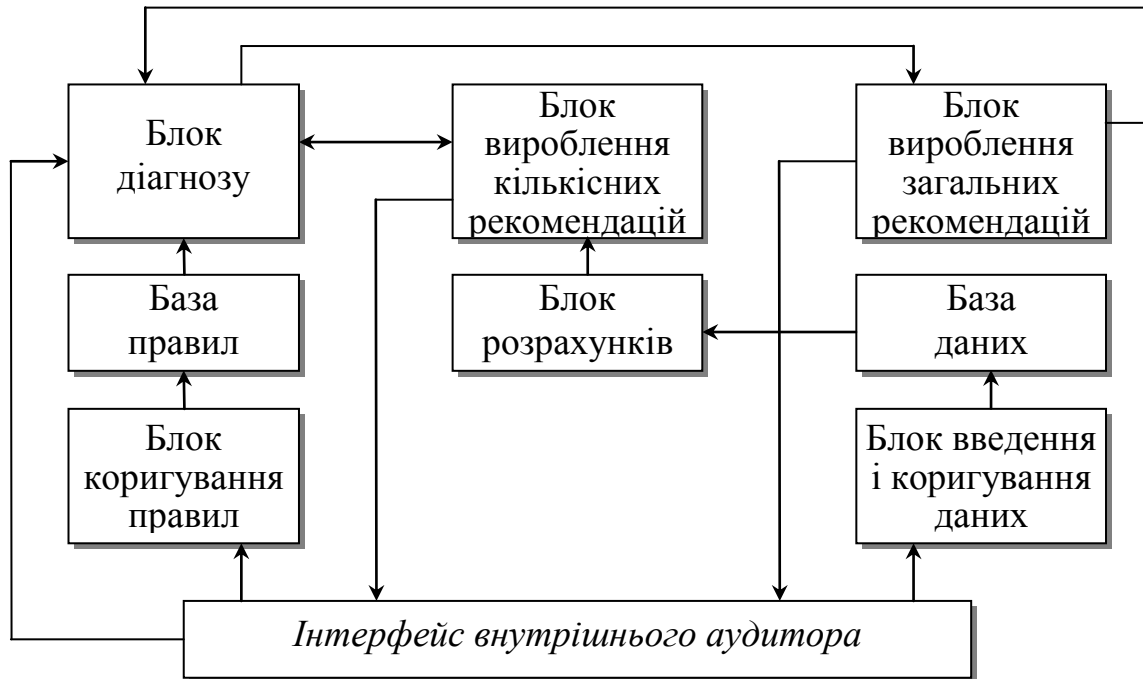 Блок
діагнозу
Блок
вироблення
кількісних
рекомендацій
Блок
вироблення
загальних
рекомендацій
База
правил
Блок
розрахунків
База
даних
Блок
коригування
правил
Блок введення
і коригування
даних
Інтерфейс внутрішнього аудитора